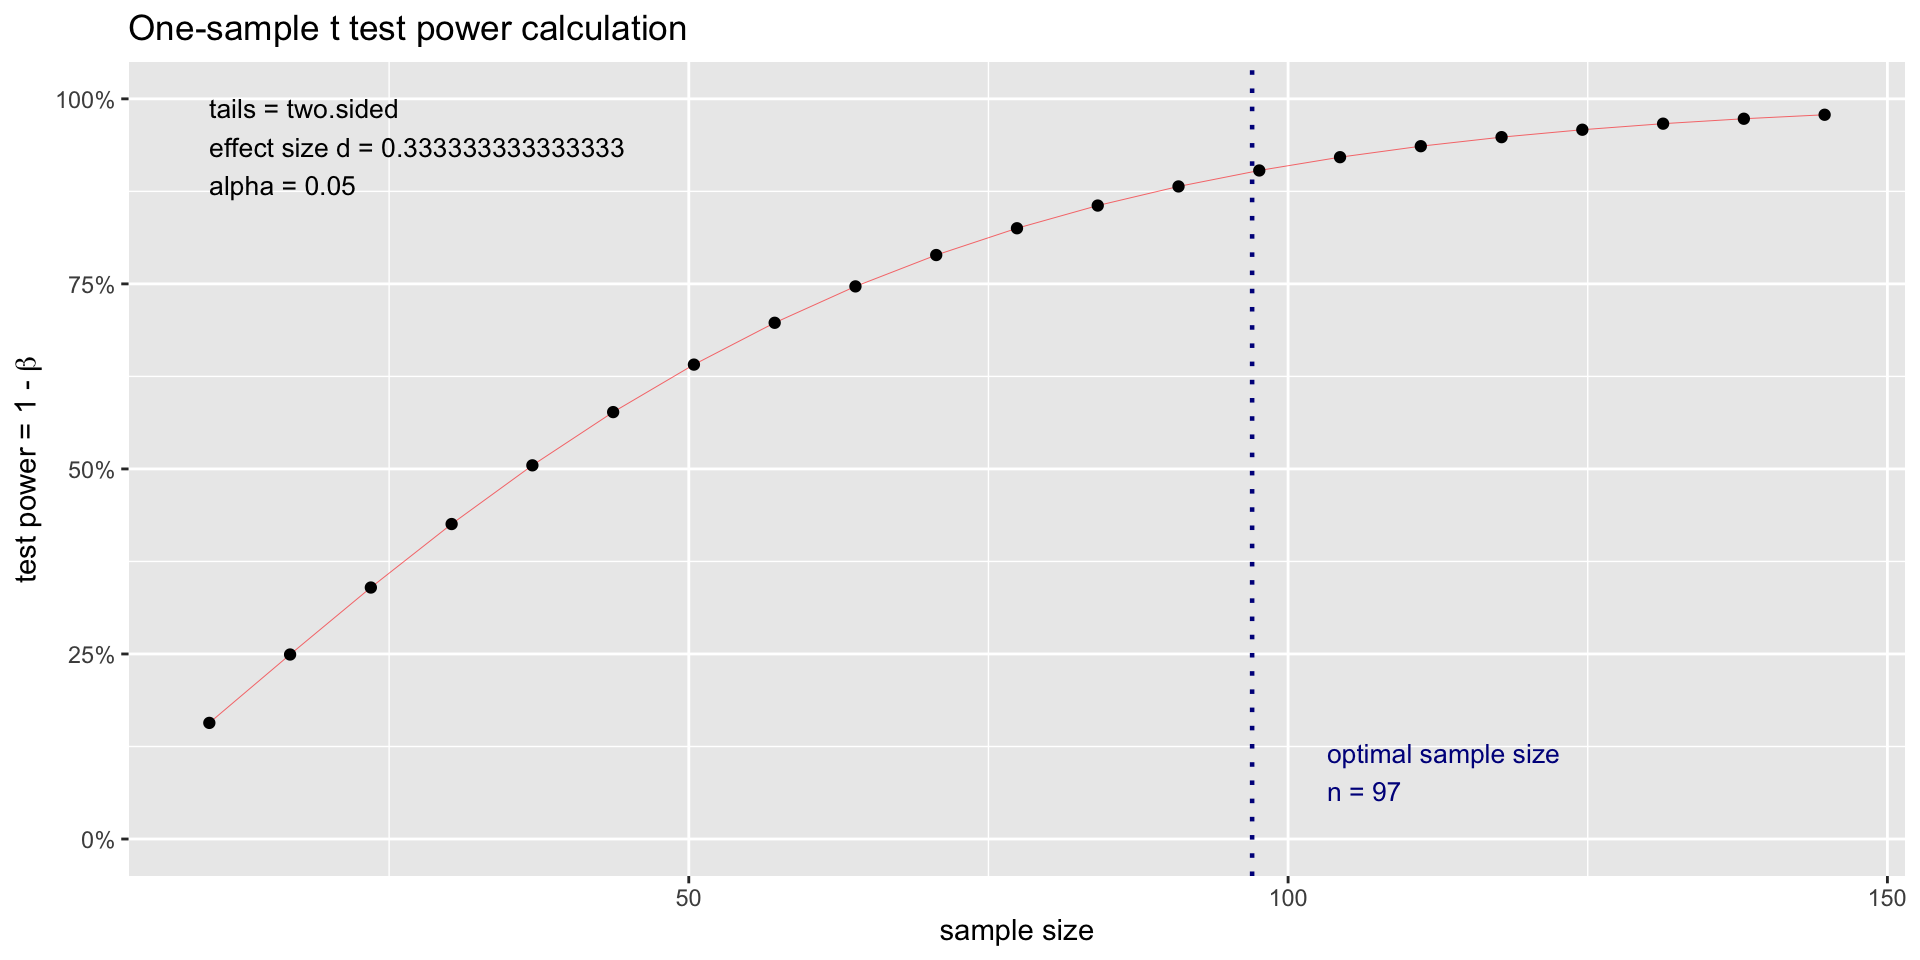 One-sample t test power calculation
tails = two.sided
effect size d = 0.333333333333333
alpha = 0.05
100%
75%
50%
25%
0%
test power = 1 - β
optimal sample size
n = 97
50
100
150
sample size